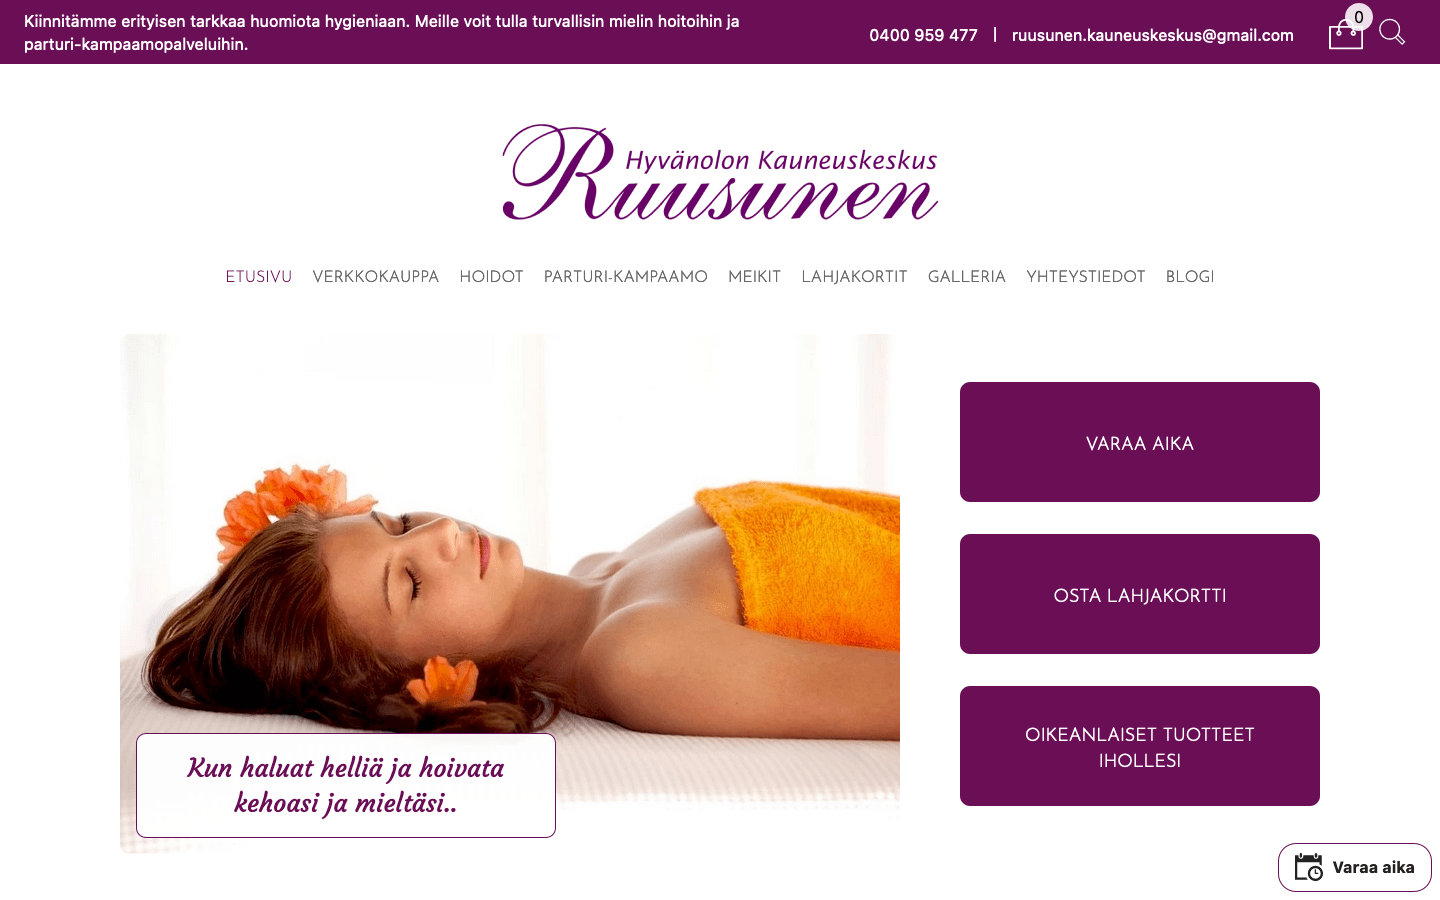 Kiinnitämme erityisen tarkkaa huomiota hygieniaan. Meille voit tulla turvallisin mielin hoitoihin ja
parturi-kampaamopalveluihin.
0400 959 477 | ruusunen.kauneuskeskus@gmail.com
0
Hyvänolon Kauneuskeskus
Ruusunen
ETUSIVU VERKKOKAUPPA HOIDOT PARTURI-KAMPAAMO MEIKIT LAHJAKORTIT GALLERIA YHTEYSTIEDOT BLOGI
VARAA AIKA
OSTA LAHJAKORTTI
OIKEANLAISET TUOTTEET
IHOLLESI
Kun haluat helliä ja hoivata
kehoasi ja mieltäsi..
Varaa aika